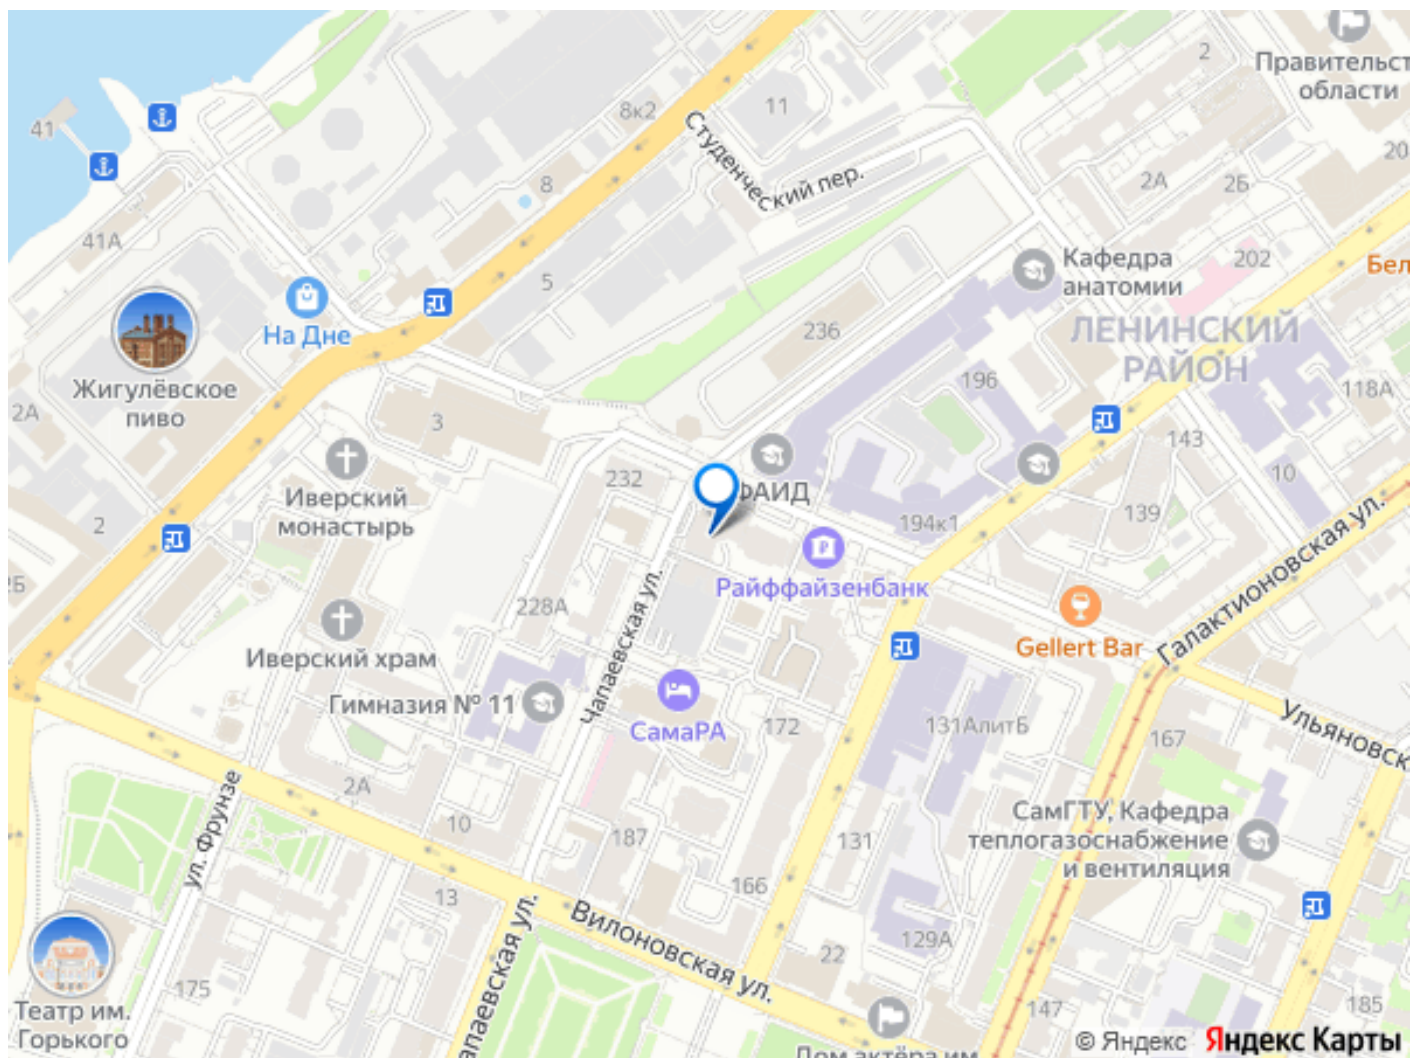 Правительст
области
2
11
8к2
41
Студенческий пер.
20
8
2А
2Б
41А
Кафедра
анатомии
202
Бел
5
На Дне
236
ЛЕНИНСКИЙ
РАЙОН
Жигулёвское
пиво
196
118А
2А
3
143
232
10
Иверский
монастырь
ФАИД
194к1
139
2
Галактионовская ул.
Райффайзенбанк
2Б
228А
Чапаевская ул.
Gellert Bar
Иверский храм
Гимназия № 11
СамаРА
172
131АлитБ
167
Ульяновск
2А
ул. Фрунзе
10
187
131
СамГТУ, Кафедра
теплогазоснабжение
и вентиляция
166
13
Вилоновская ул.
апаевская ул.
22
129А
175
Театр им.
Горького
147
185
Дом актёра им
© Яндекс Яндекс Карты